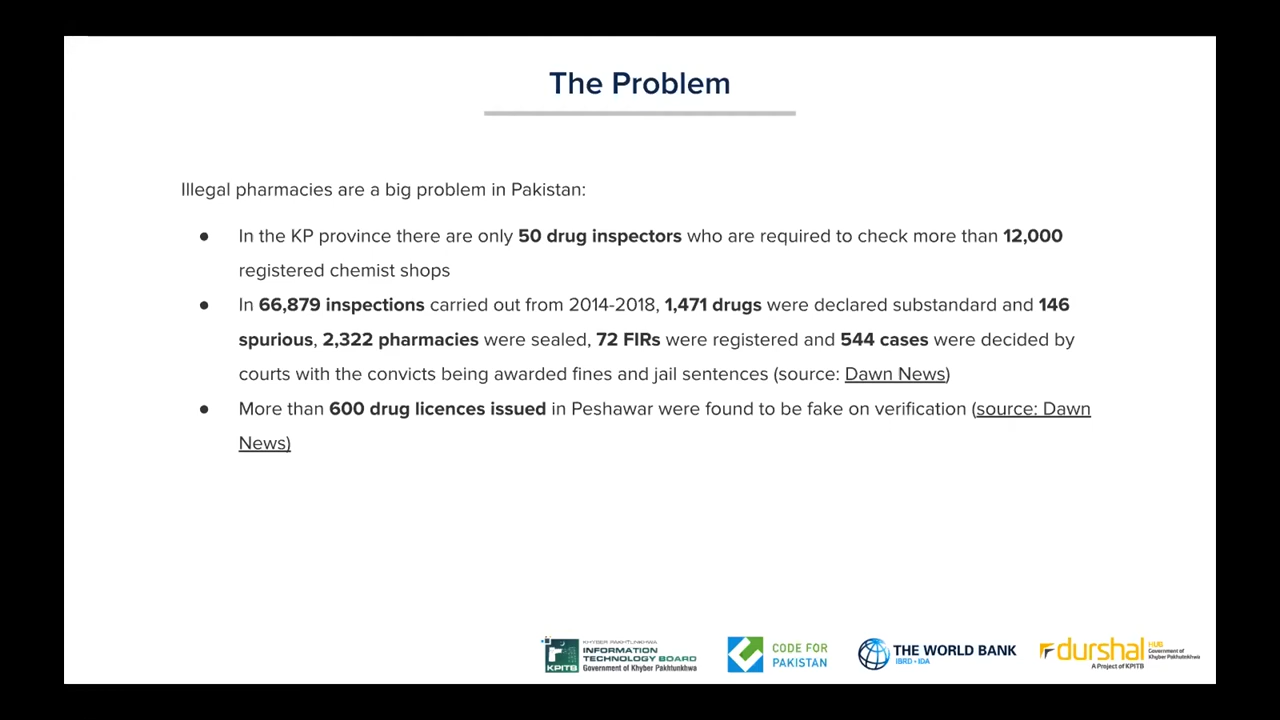 The Problem
Illegal pharmacies are a big problem in Pakistan:
● In the KP province there are only 50 drug inspectors who are required to check more than 12,000
registered chemist shops
● In 66,879 inspections carried out from 2014-2018, 1,471 drugs were declared substandard and 146
spurious, 2,322 pharmacies were sealed, 72 FIRs were registered and 544 cases were decided by
courts with the convicts being awarded fines and jail sentences (source: Dawn News)
● More than 600 drug licences issued in Peshawar were found to be fake on verification (source: Dawn
News)
KPITB
KHYBER PAKHTUNKHWA
INFORMATION
TECHNOLOGY BOARD
Government of Khyber Pakhtunkhwa
CODE FOR
PAKISTAN
THE WORLD BANK
IBRD • IDA
durshal
HUB
Government of
Khyber Pakhutnkhwa
A Project of KPITB